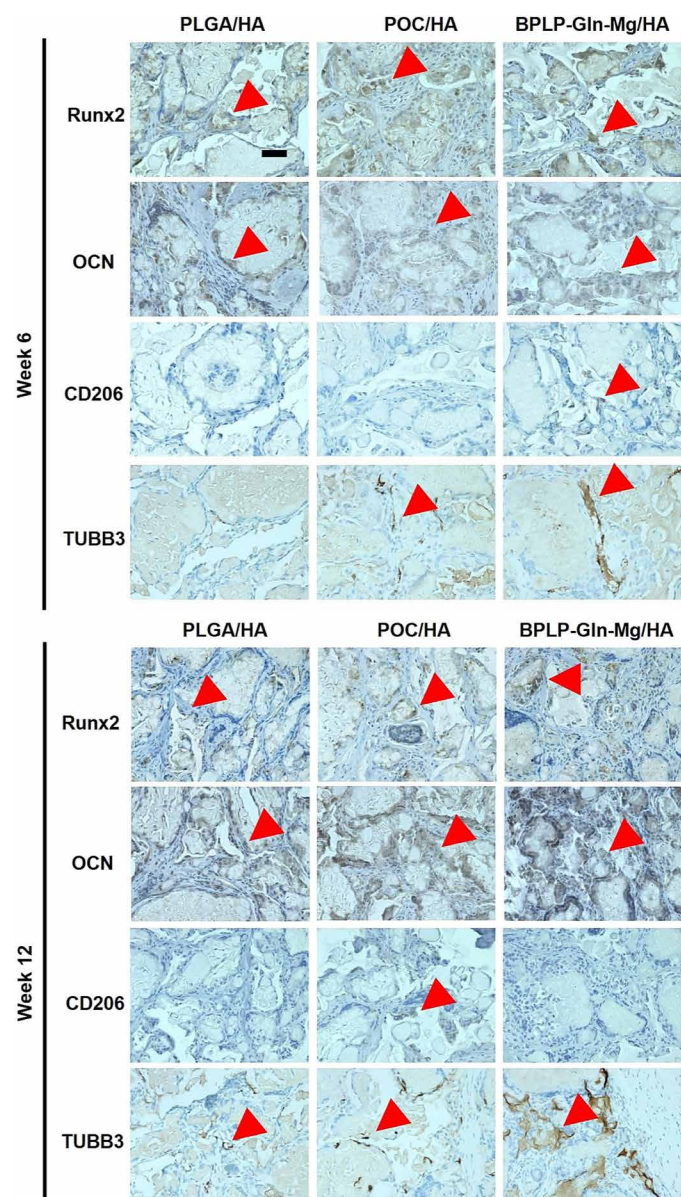 PLGA/HA POC/HA BPLP-Gln-Mg/HA
Week 6
Runx2
OCN
CD206
TUBB3
PLGA/HA POC/HA BPLP-Gln-Mg/HA
Week 12
Runx2
OCN
CD206
TUBB3